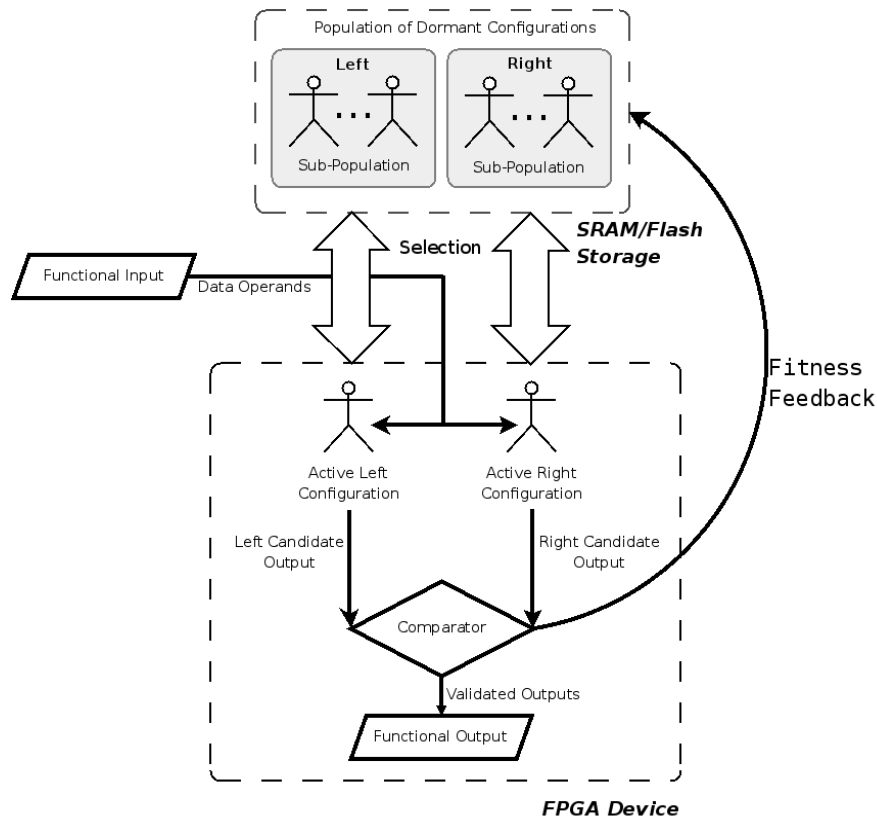 Population of Dormant Configurations
Left
Right
...
...
Sub-Population
Sub-Population
Selection
SRAM/Flash
Storage
Functional Input
Data Operands
Fitness
Feedback
Active Left
Configuration
Active Right
Configuration
Left Candidate
Output
Right Candidate
Output
Comparator
Validated Outputs
Functional Output
FPGA Device